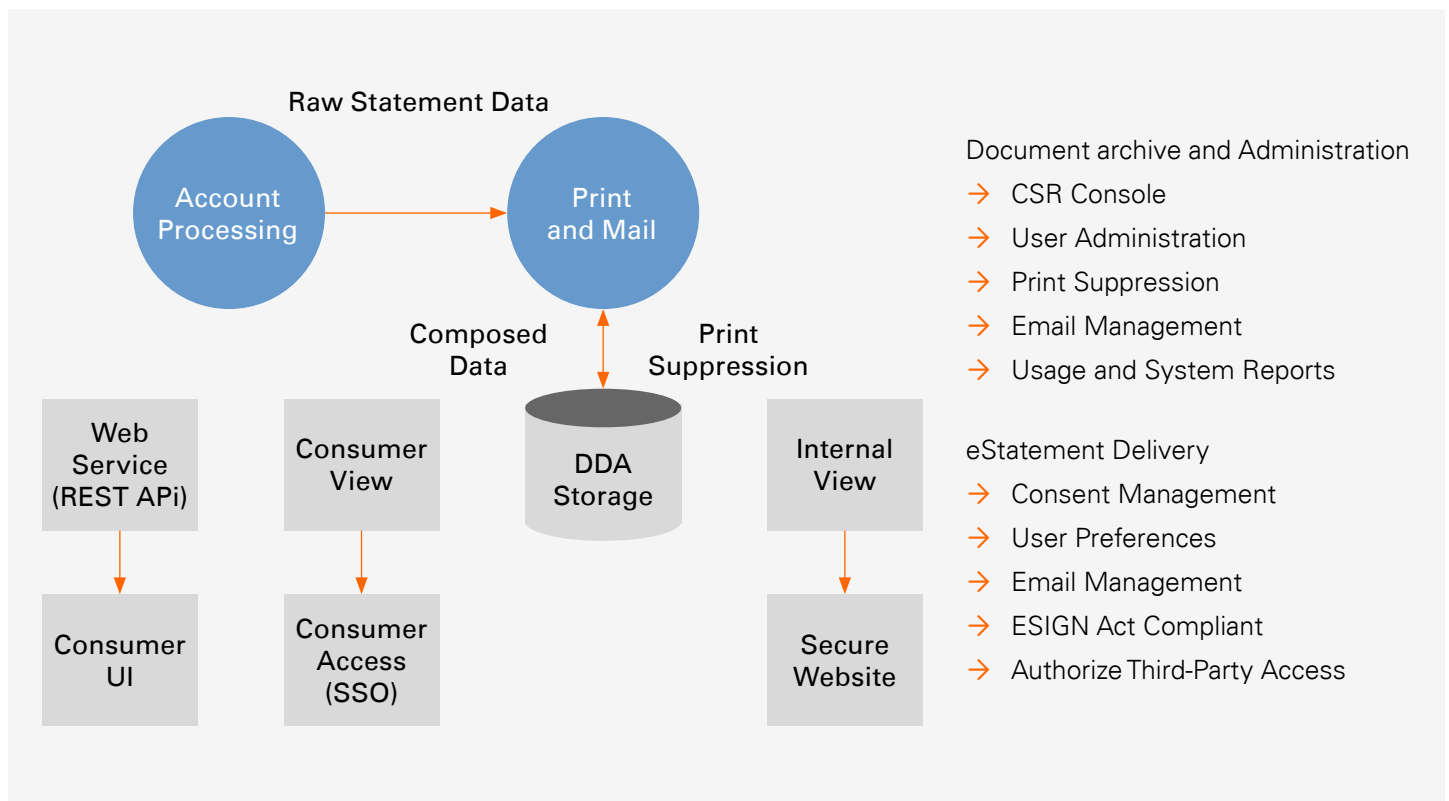 Raw Statement Data
Account
Processing
Print
and Mail
Composed
Data
Print
Suppression
Web
Service
(REST APi)
Consumer
View
DDA
Storage
Internal
View
Consumer
UI
Consumer
Access
(SSO)
Secure
Website
Document archive and Administration
→ CSR Console
→ User Administration
→ Print Suppression
→ Email Management
→ Usage and System Reports
eStatement Delivery
→ Consent Management
→ User Preferences
→ Email Management
→ ESIGN Act Compliant
→ Authorize Third-Party Access